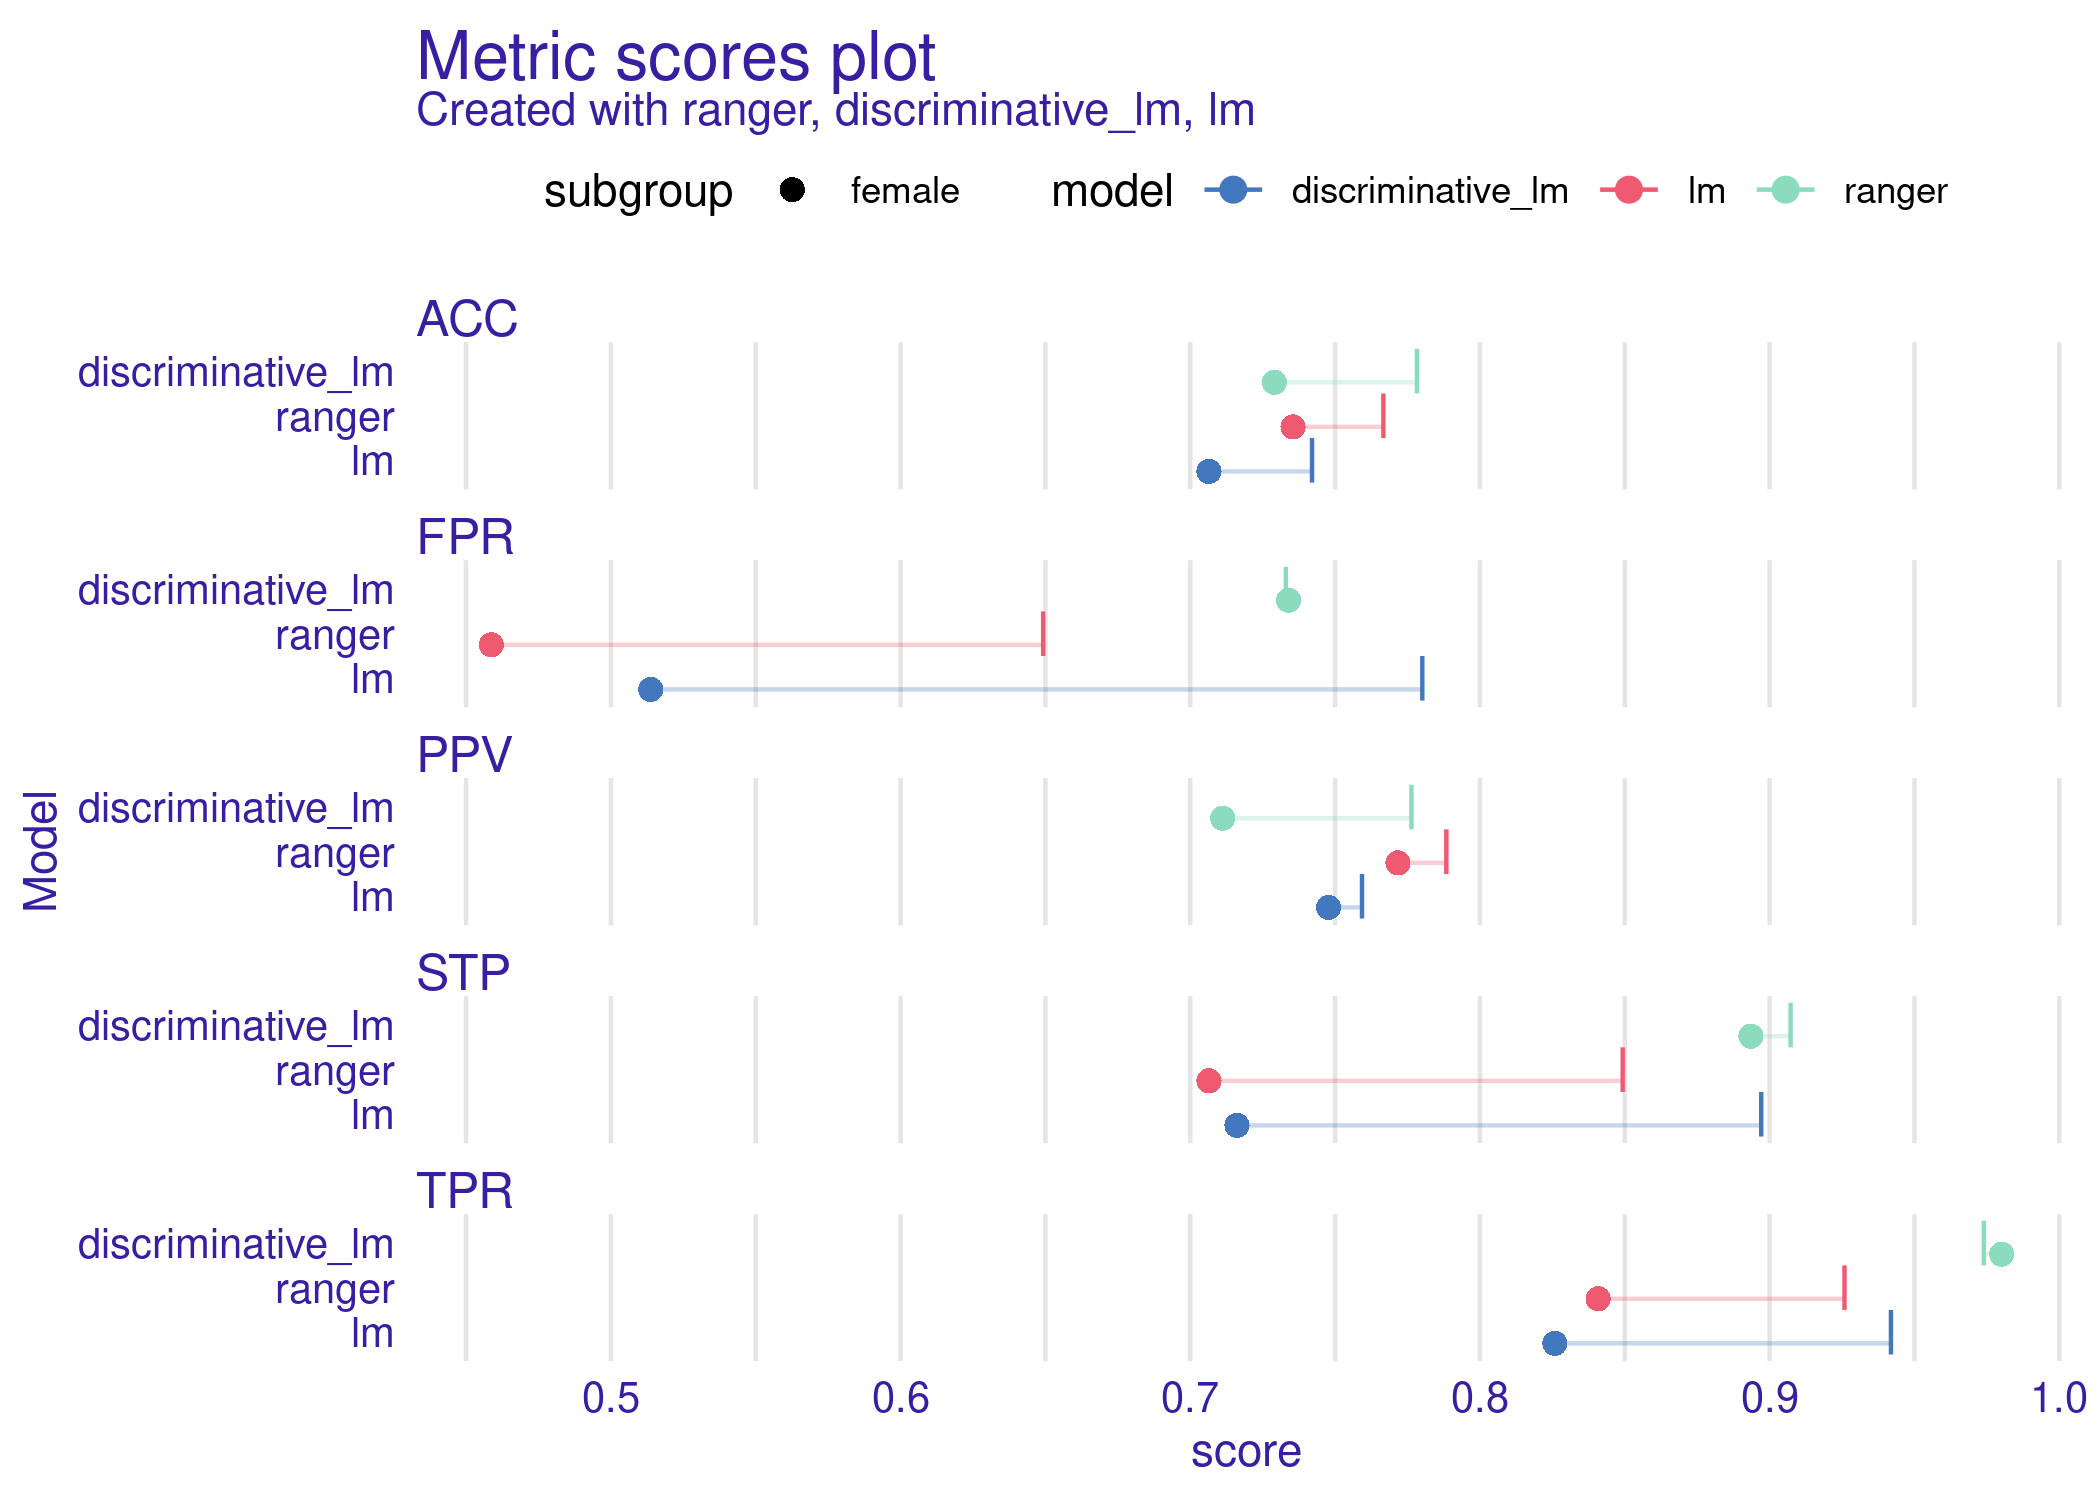 Metric scores plot
Created with ranger, discriminative_lm, lm
subgroup female model discriminative_lm lm ranger
ACC
discriminative_lm
ranger
lm
FPR
discriminative_lm
ranger
lm
PPV
discriminative_lm
ranger
lm
STP
discriminative_lm
ranger
lm
TPR
discriminative_lm
ranger
lm
Model
0.5 0.6 0.7 0.8 0.9 1.0
score